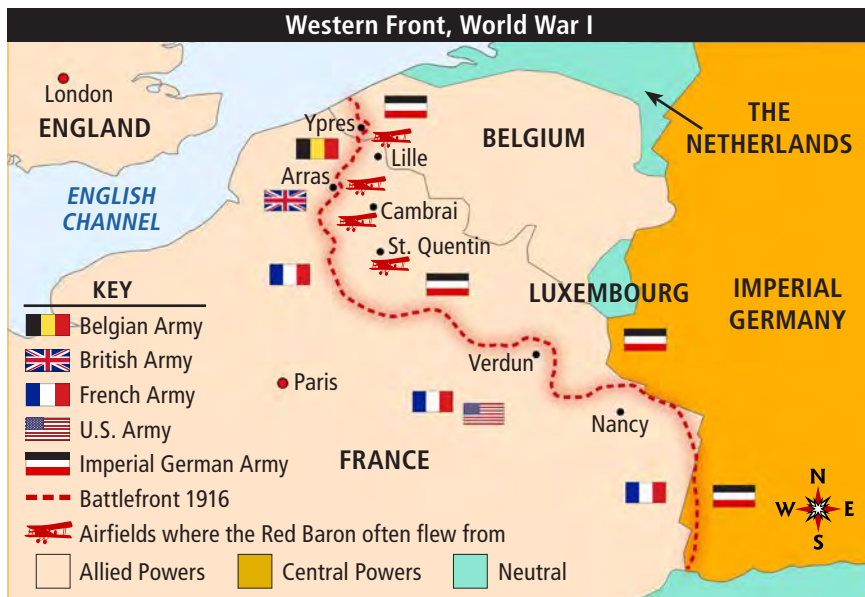 Western Front, World War I
London
ENGLAND
ENGLISH
CHANNEL
Ypres
Lille
Arras
Cambrai
St. Quentin
BELGIUM
THE
NETHERLANDS
LUXEMBOURG
IMPERIAL
GERMANY
Verdun
Paris
Nancy
FRANCE
KEY
Belgian Army
British Army
French Army
U.S. Army
Imperial German Army
Battlefront 1916
Airfields where the Red Baron often flew from
Allied Powers
Central Powers
Neutral
N
W
E
S